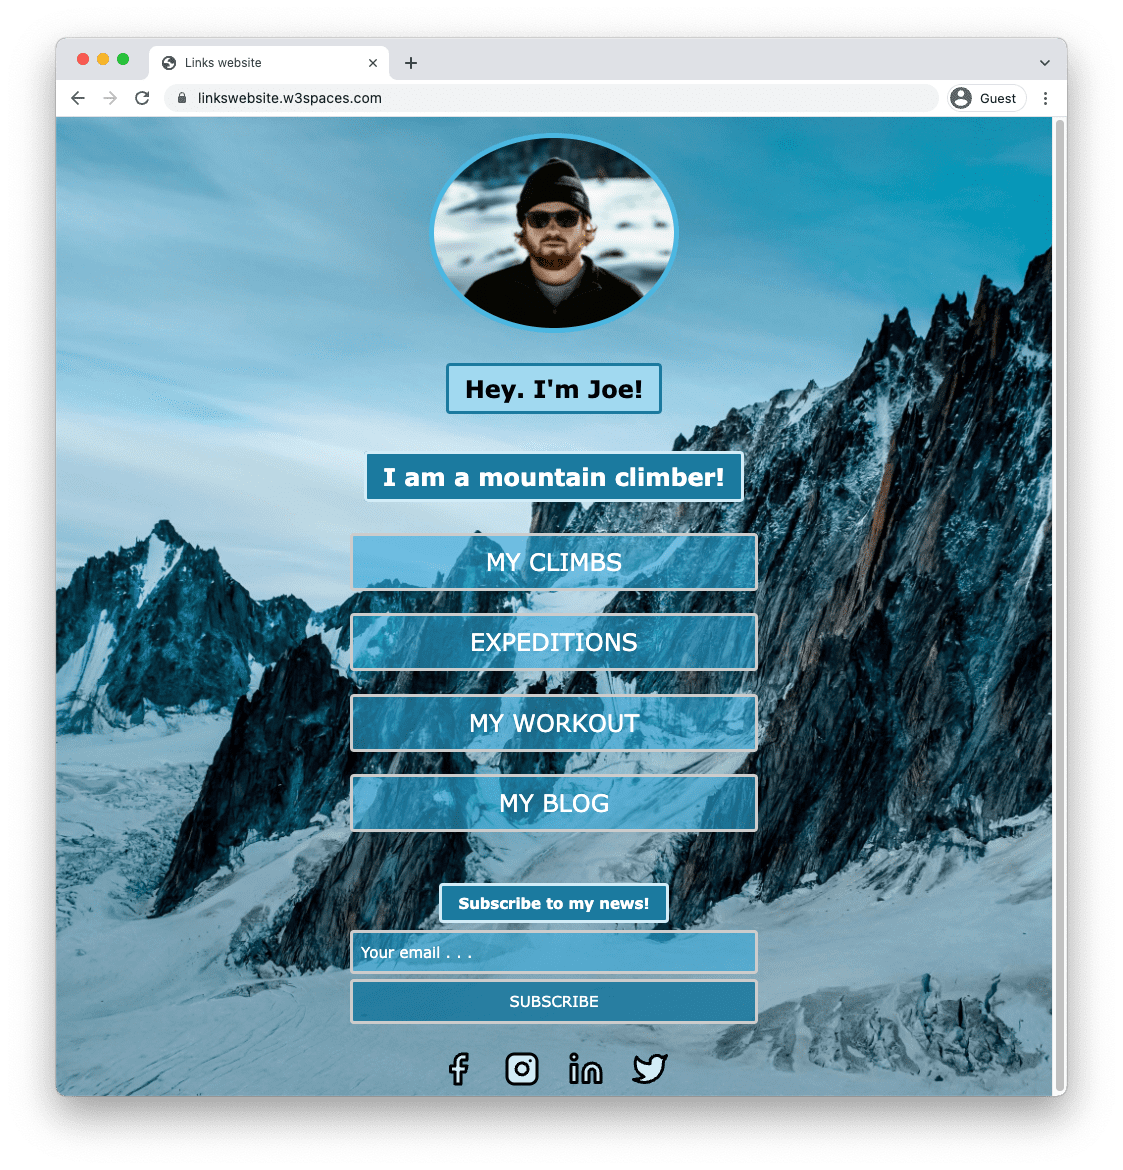 Links website
linkswebsite.w3spaces.com
Guest
Hey. I'm Joe!
I am a mountain climber!
MY CLIMBS
EXPEDITIONS
MY WORKOUT
MY BLOG
Subscribe to my news!
Your email . . .
SUBSCRIBE